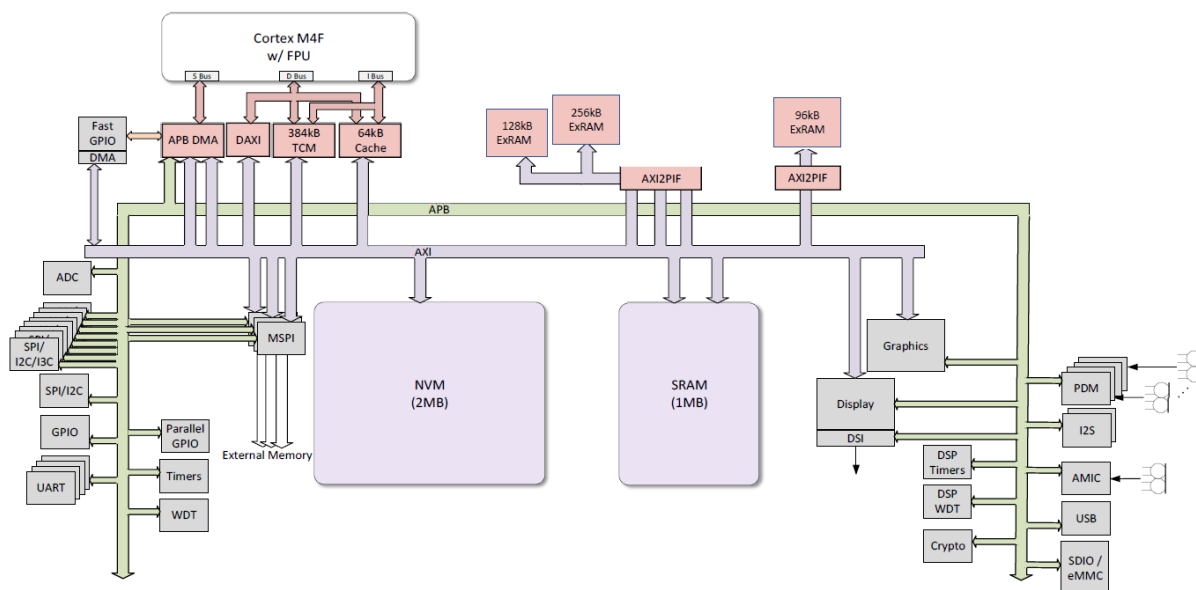 Cortex M4F
w/ FPU
S Bus
D Bus
I Bus
Fast
GPIO
DMA
APB DMA
DAXI
384kB
TCM
64kB
Cache
128kB
ExRAM
256kB
ExRAM
96kB
ExRAM
AXI2PIF
AXI2PIF
APB
AXI
ADC
SPI/
I2C/I3C
SPI/I2C
GPIO
UART
Parallel
GPIO
Timers
WDT
MSPI
External Memory
NVM
(2MB)
SRAM
(1MB)
Graphics
Display
DSI
DSP
Timers
DSP
WDT
Crypto
PDM
I2S
AMIC
USB
SDIO /
eMMC